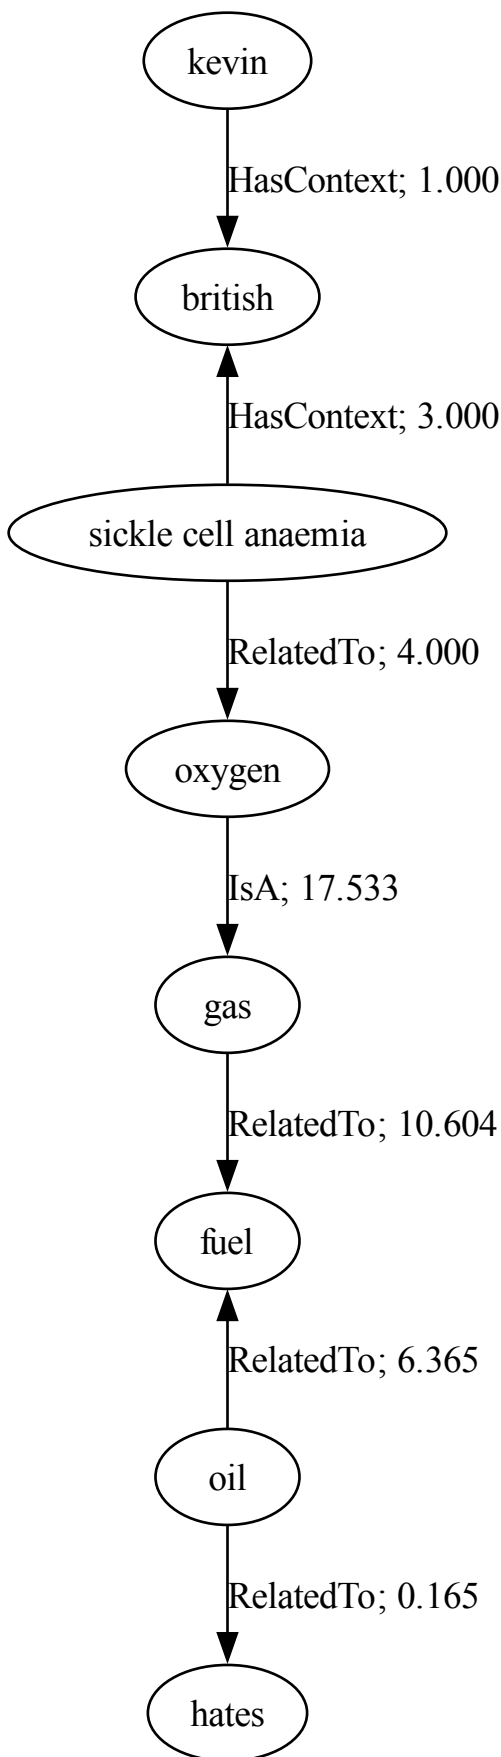 kevin
HasContext; 1.000
british
HasContext; 3.000
sickle cell anaemia
RelatedTo; 4.000
oxygen
IsA; 17.533
gas
RelatedTo; 10.604
fuel
RelatedTo; 6.365
oil
RelatedTo; 0.165
hates